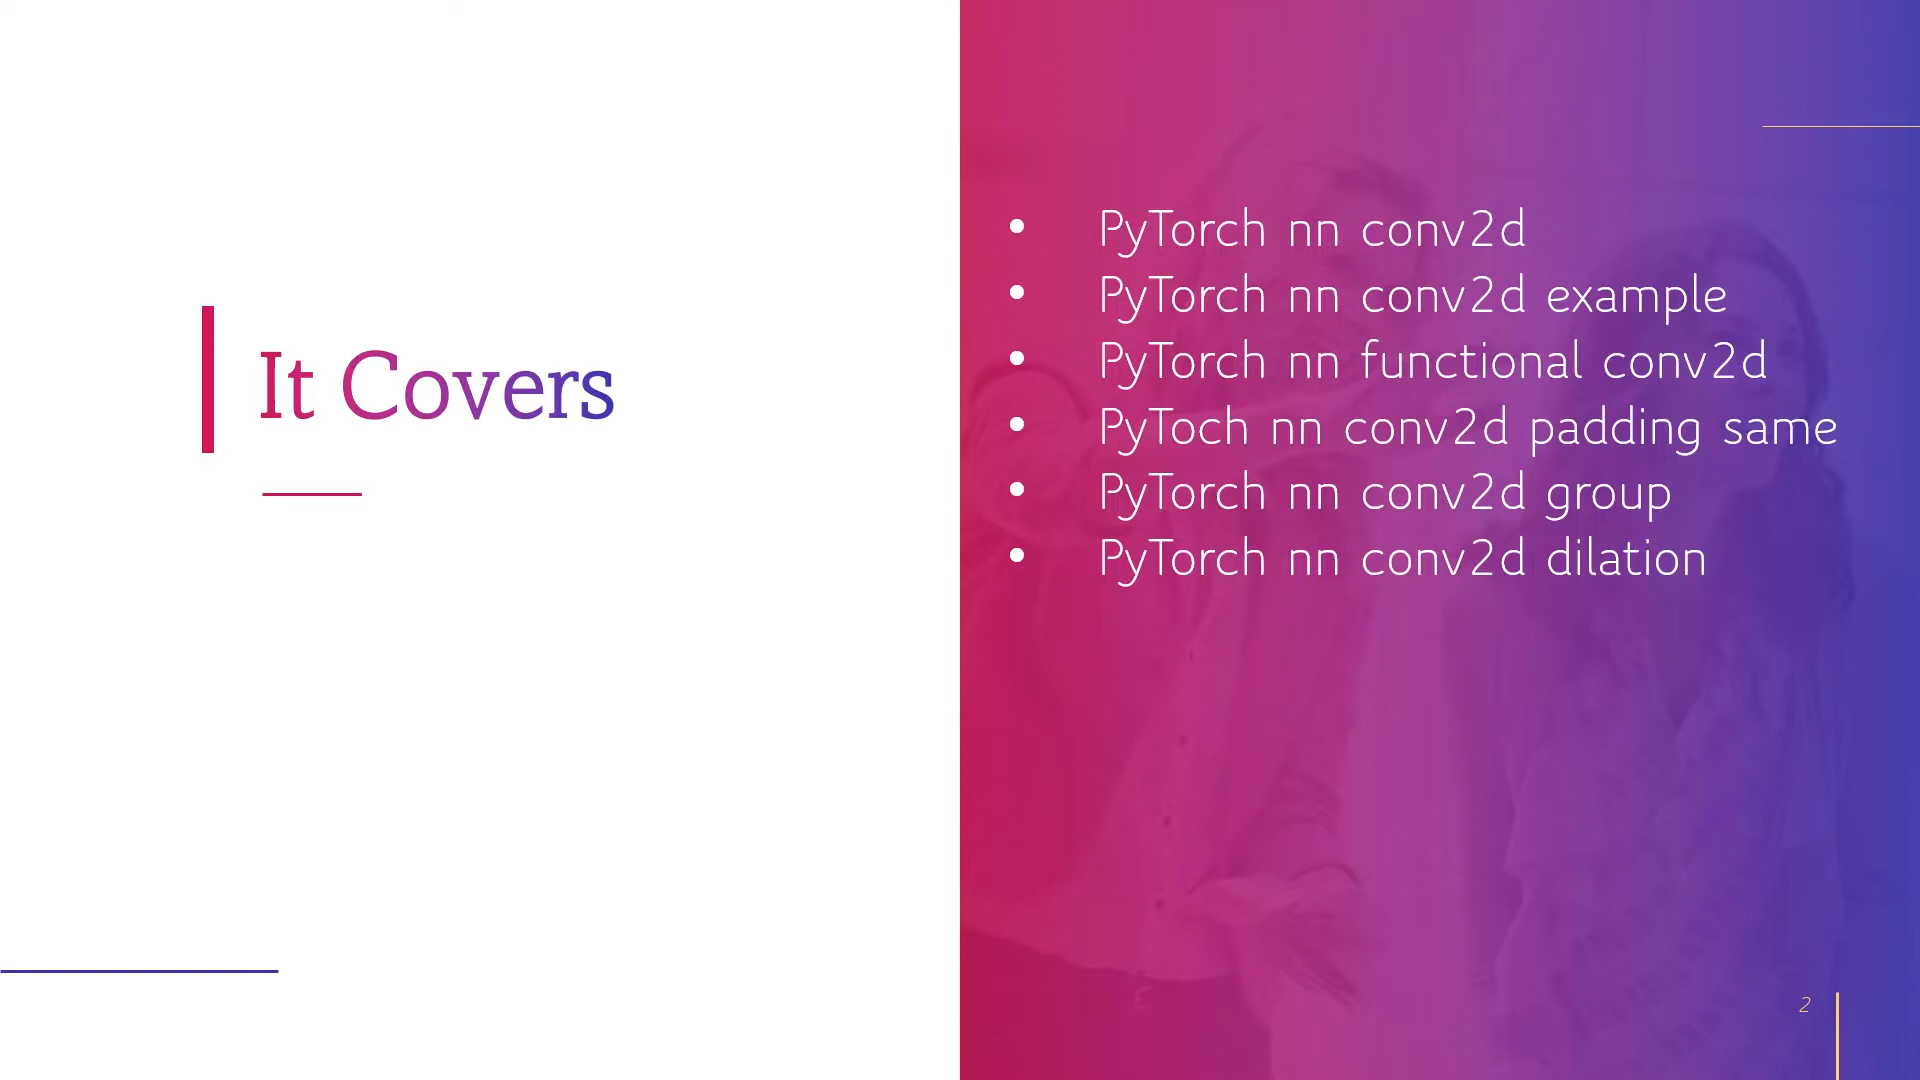 It Covers
• PyTorch nn conv2d
• PyTorch nn conv2d example
• PyTorch nn functional conv2d
• PyToch nn conv2d padding same
• PyTorch nn conv2d group
• PyTorch nn conv2d dilation
2